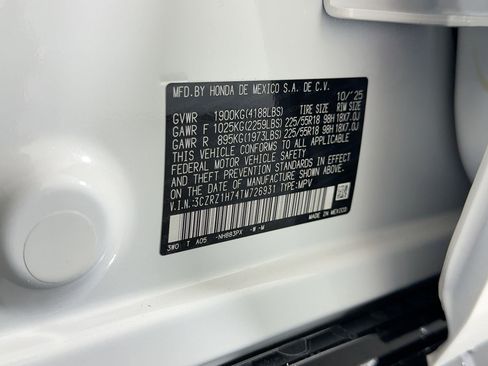 MFD.BY HONDA DE MEXICO S.A. DE C.V.
10/'25
GVWR 1900KG(4188LBS) TIRE SIZE RIM SIZE
GAWR F 1025KG(2259LBS) 225/55R18 98H 18X7.0J
GAWR R 895KG(1973LBS) 225/55R18 98H 18X7.0J
THIS VEHICLE CONFORMS TO ALL APPLICABLE
FEDERAL MOTOR VEHICLE SAFETY
THEFT PREVENTION STANDARDS IN EFFECT ON
THE DATE OF MANUFACTURE SHOWN ABOVE.
V.I.N.:3CZRZ1H74TM726931 TYPE:MPV
3W0 T A05 -NH883PX -W -M
MADE IN MEXICO